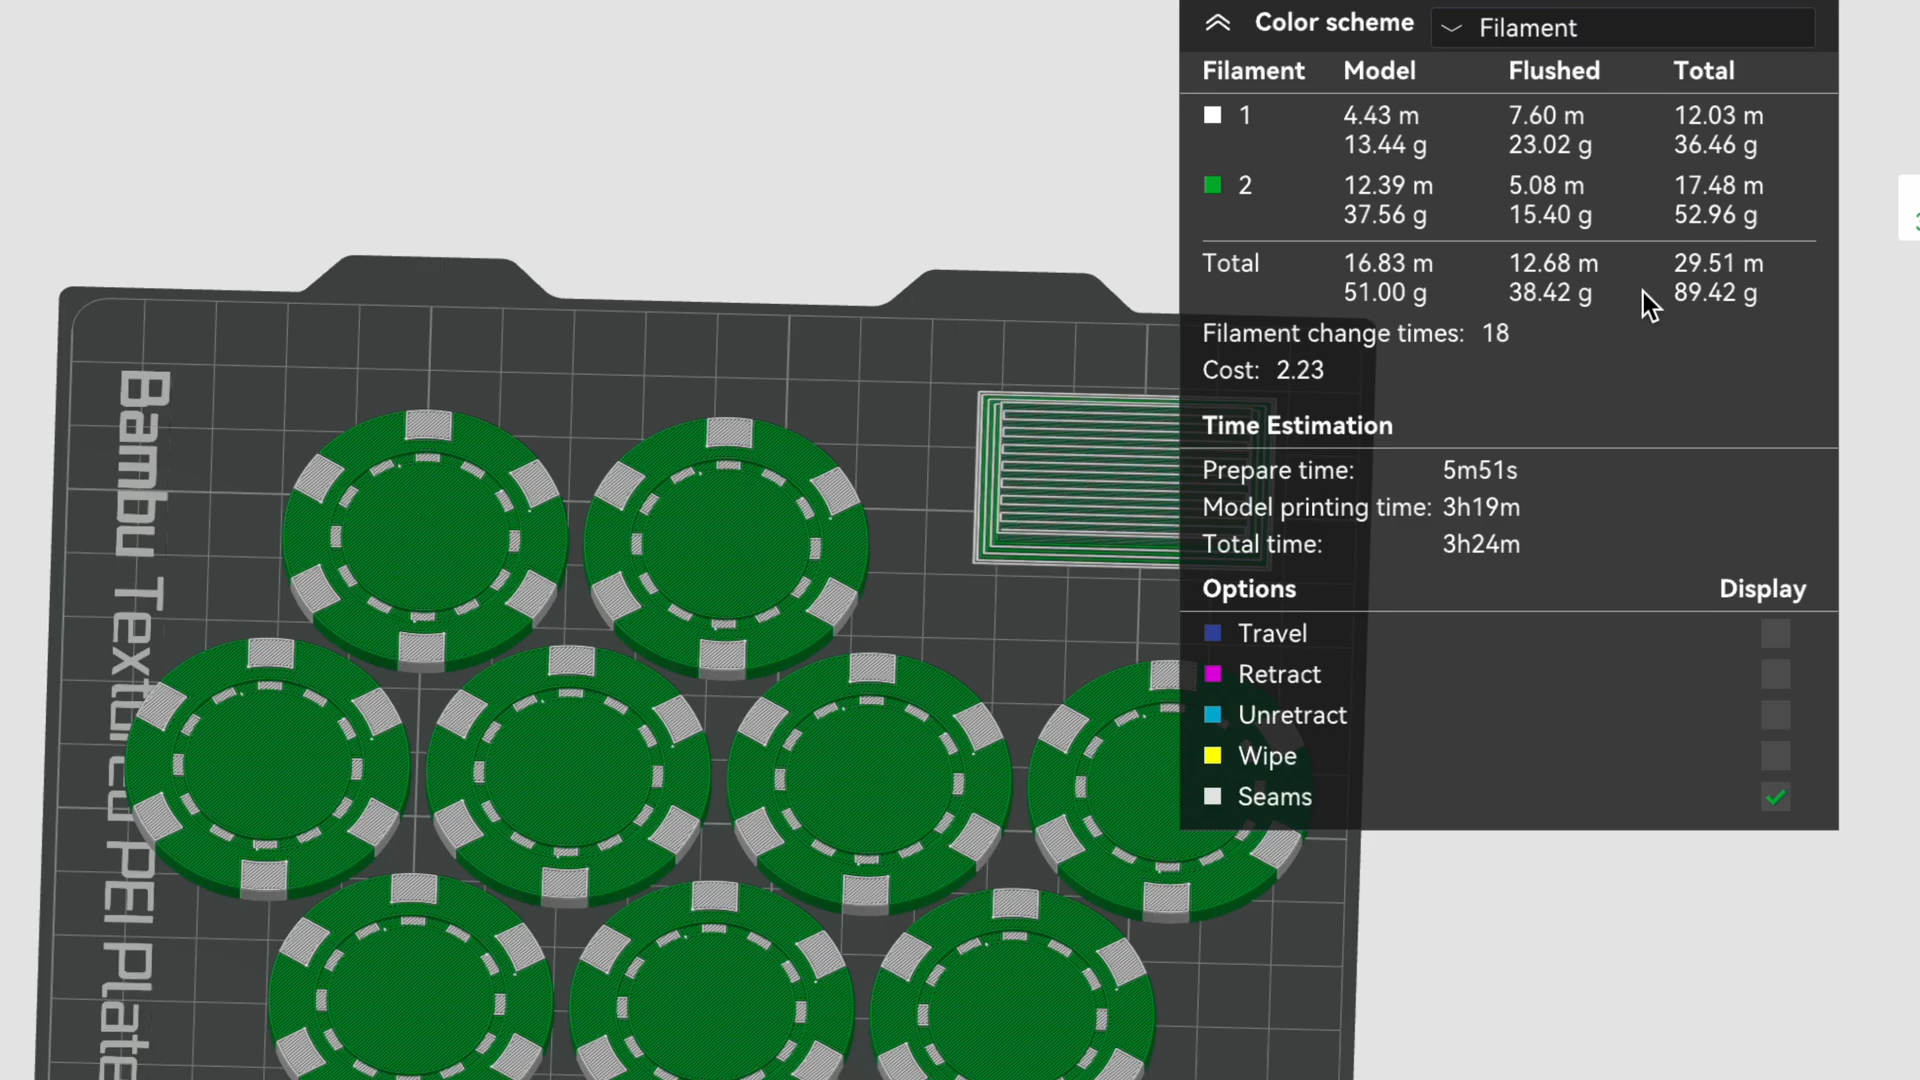 Color scheme Filament
Filament Model Flushed Total
1 4.43 m 7.60 m 12.03 m
13.44 g 23.02 g 36.46 g
2 12.39 m 5.08 m 17.48 m
37.56 g 15.40 g 52.96 g
Total 16.83 m 12.68 m 29.51 m
51.00 g 38.42 g 89.42 g
Filament change times: 18
Cost: 2.23
Time Estimation
Prepare time: 5m51s
Model printing time: 3h19m
Total time: 3h24m
Options Display
Travel
Retract
Unretract
Wipe
Seams
Bambu Textured PEI Plate